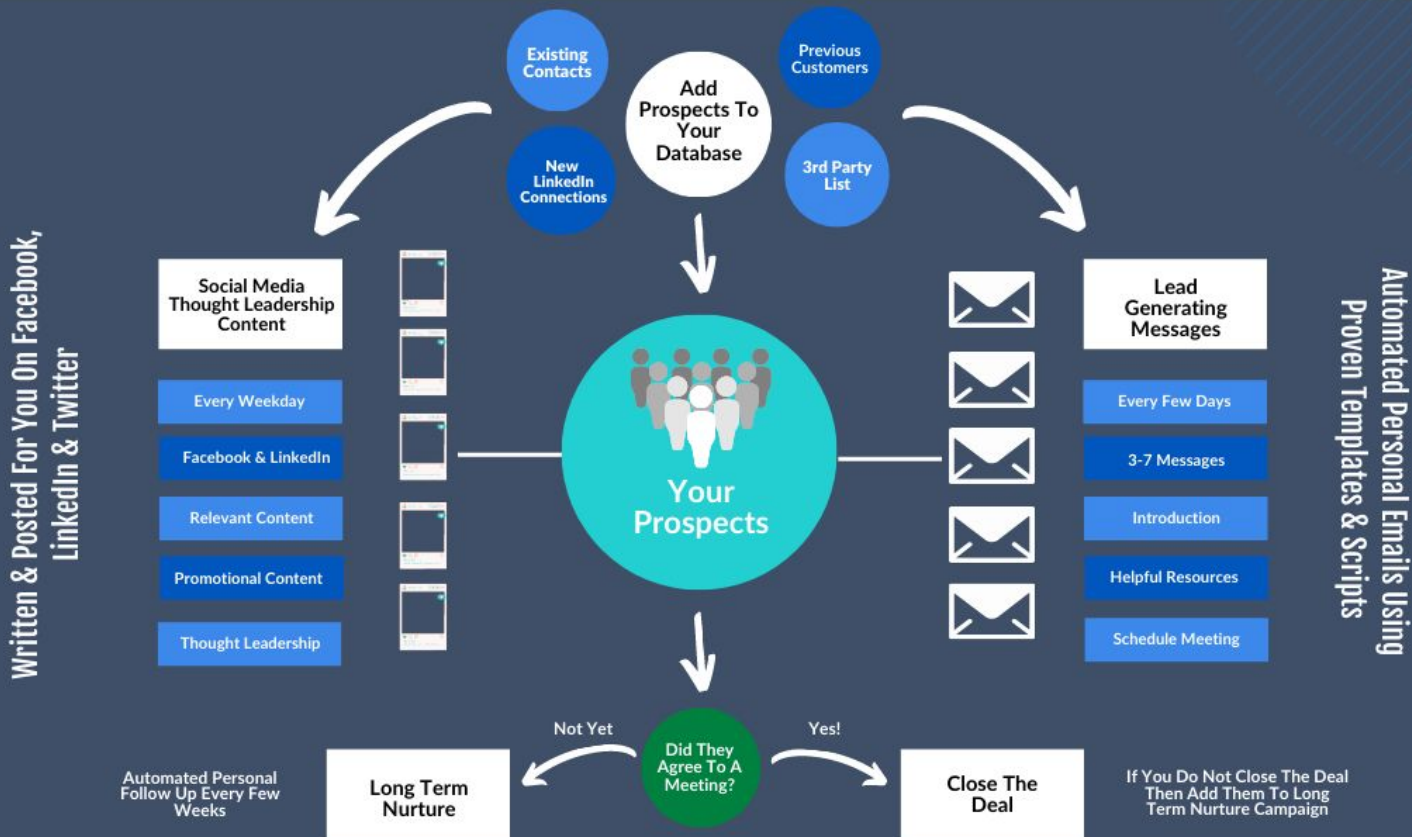 Existing
Contacts
Add
Prospects To
Your
Database
Previous
Customers
New
LinkedIn
Connections
3rd Party
List
Written & Posted For You On Facebook,
LinkedIn & Twitter
Social Media
Thought Leadership
Content
Every Weekday
Facebook & LinkedIn
Relevant Content
Promotional Content
Thought Leadership
Your
Prospects
Lead
Generating
Messages
Every Few Days
3-7 Messages
Introduction
Helpful Resources
Schedule Meeting
Automated Personal Emails Using
Proven Templates & Scripts
Not Yet
Did They
Agree To A
Meeting?
Yes!
Automated Personal
Follow Up Every Few
Weeks
Long Term
Nurture
Close The
Deal
If You Do Not Close The Deal
Then Add Them To Long
Term Nurture Campaign